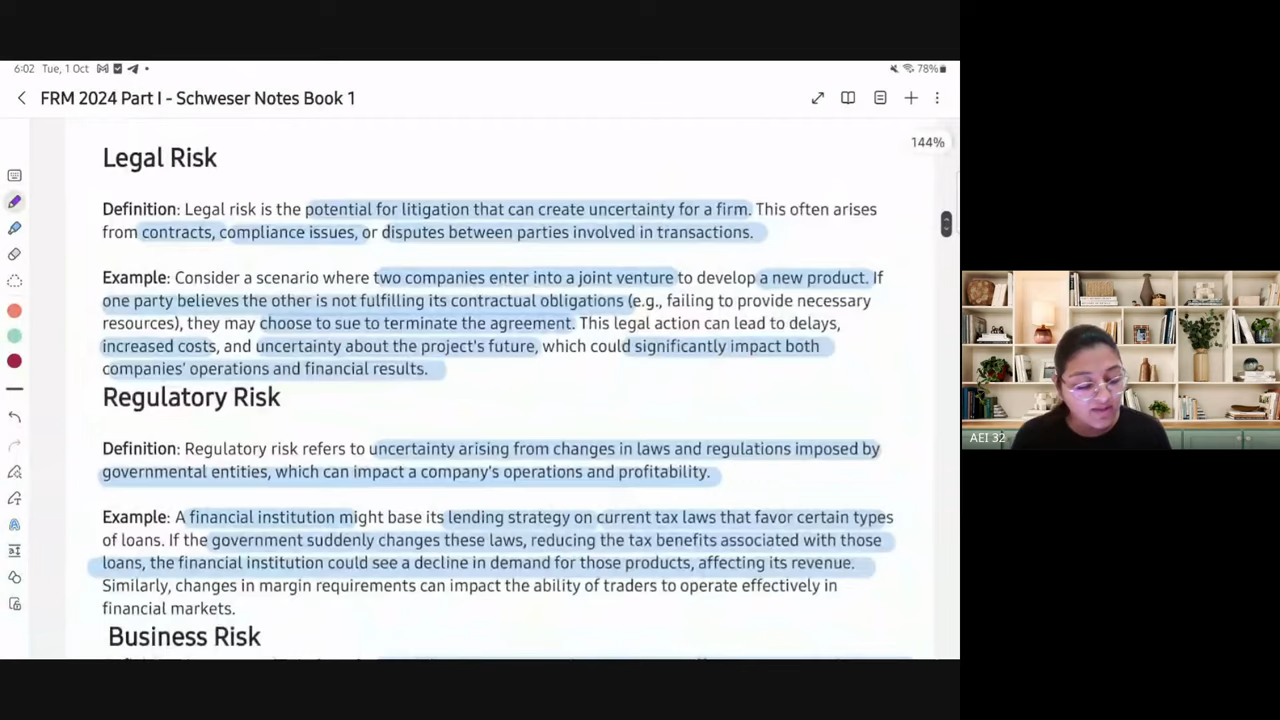 6:02 Tue, 1 Oct
78%
FRM 2024 Part I - Schweser Notes Book 1
144%
Legal Risk
Definition: Legal risk is the potential for litigation that can create uncertainty for a firm. This often arises
from contracts, compliance issues, or disputes between parties involved in transactions.
Example: Consider a scenario where two companies enter into a joint venture to develop a new product. If
one party believes the other is not fulfilling its contractual obligations (e.g., failing to provide necessary
resources), they may choose to sue to terminate the agreement. This legal action can lead to delays,
increased costs, and uncertainty about the project's future, which could significantly impact both
companies' operations and financial results.
Regulatory Risk
Definition: Regulatory risk refers to uncertainty arising from changes in laws and regulations imposed by
governmental entities, which can impact a company's operations and profitability.
Example: A financial institution might base its lending strategy on current tax laws that favor certain types
of loans. If the government suddenly changes these laws, reducing the tax benefits associated with those
loans, the financial institution could see a decline in demand for those products, affecting its revenue.
Similarly, changes in margin requirements can impact the ability of traders to operate effectively in
financial markets.
Business Risk
AEI 32